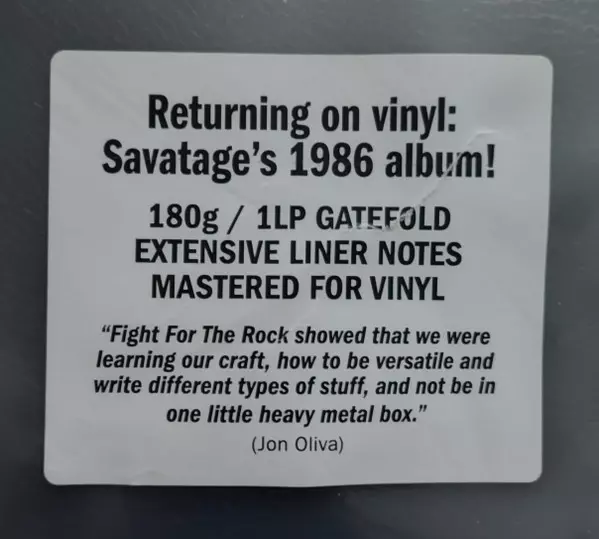 Returning on vinyl:
Savatage's 1986 album!
180g / 1LP GATEFOLD
EXTENSIVE LINER NOTES
MASTERED FOR VINYL
“Fight For The Rock showed that we were
learning our craft, how to be versatile and
write different types of stuff, and not be in
one little heavy metal box.”
(Jon Oliva)